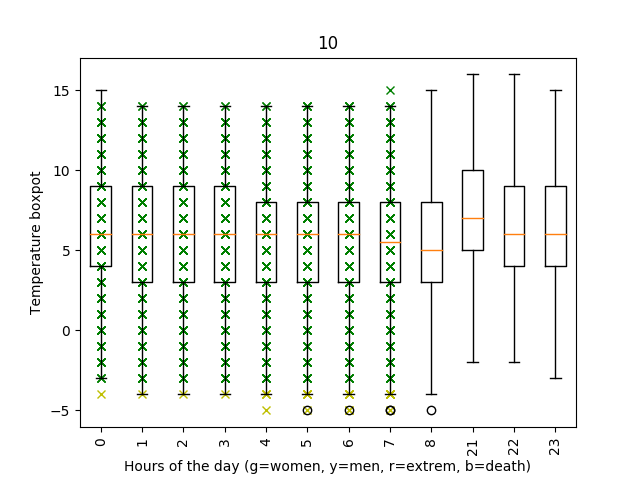 10
Temperature boxpot
15
10
5
0
−5
0 1 2 3 4 5 6 7 8 21 22 23
Hours of the day (g=women, y=men, r=extrem, b=death)